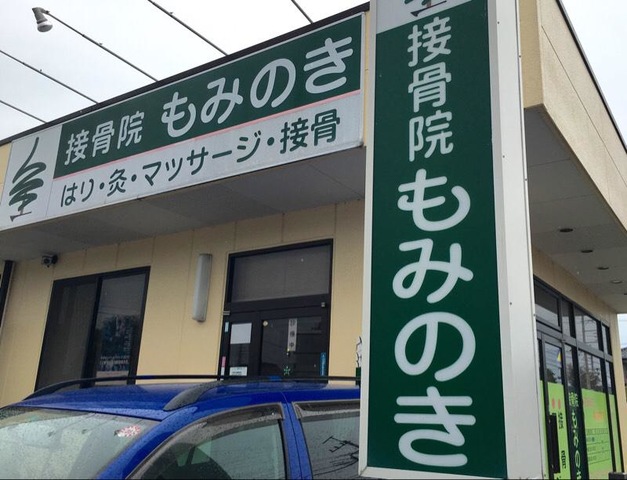 接骨院 もみのき
はり・灸・マッサージ・接骨
接骨院もみのき